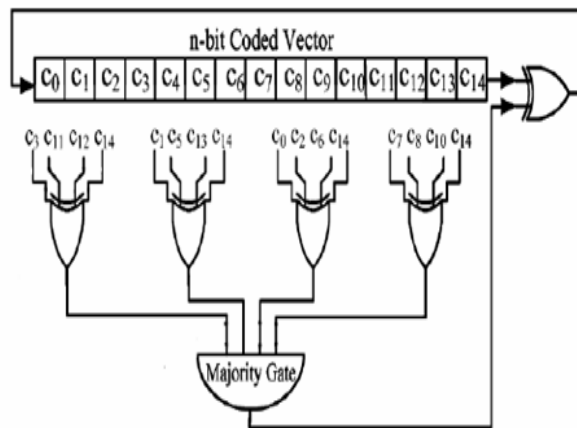 n-bit Coded Vector
C₀ C₁ C₂ C₃ C₄ C₅ C₆ C₇ C₈ C₉ C₁₀ C₁₁ C₁₂ C₁₃ C₁₄
C₃ C₁₁ C₁₂ C₁₄ C₁ C₅ C₁₃ C₁₄ C₀ C₂ C₆ C₁₄ C₇ C₈ C₁₀ C₁₄
Majority Gate